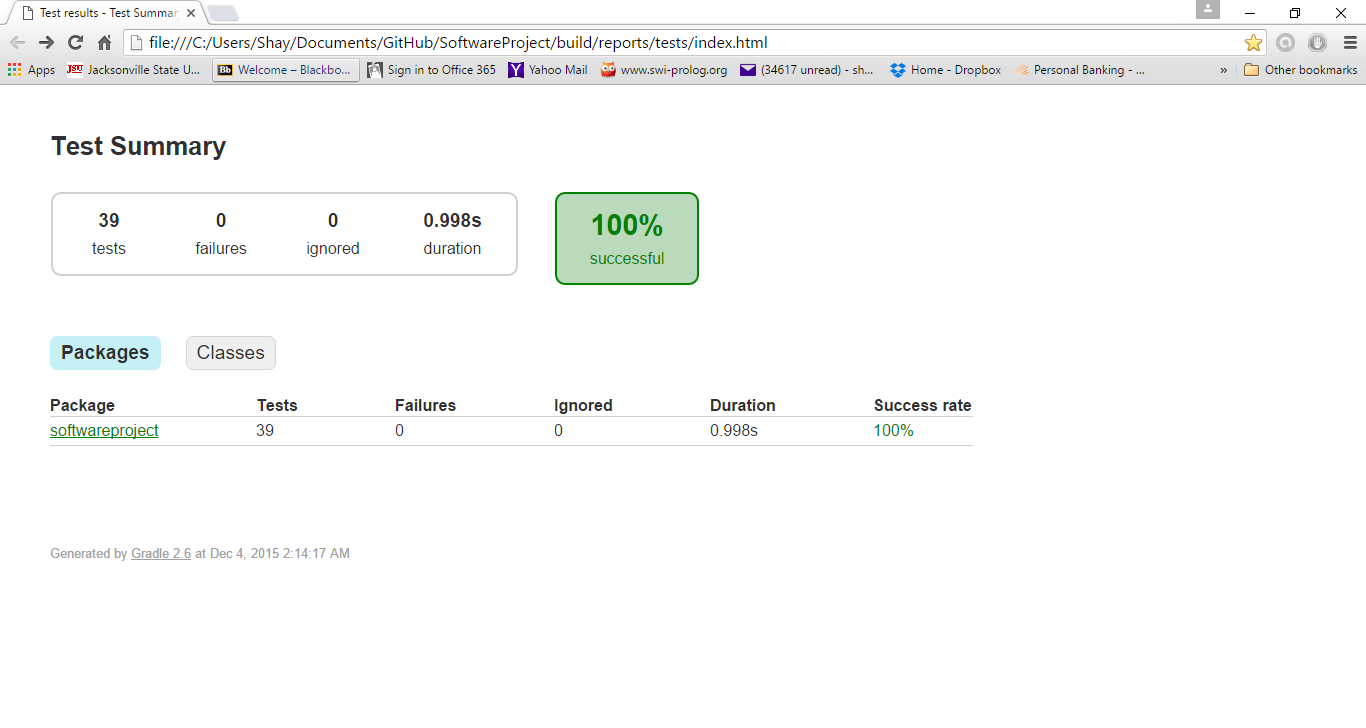 Test results - Test Summar
file:///C:/Users/Shay/Documents/GitHub/SoftwareProject/build/reports/tests/index.html
Apps JSU Jacksonville State U... Bb Welcome – Blackbo... Sign in to Office 365 Y Yahoo Mail www.swi-prolog.org (34617 unread) - sh... Home - Dropbox Personal Banking - ... » Other bookmarks
Test Summary
39 0 0 0.998s
tests failures ignored duration
100%
successful
Packages Classes
Package Tests Failures Ignored Duration Success rate
softwareproject 39 0 0 0.998s 100%
Generated by Gradle 2.6 at Dec 4, 2015 2:14:17 AM